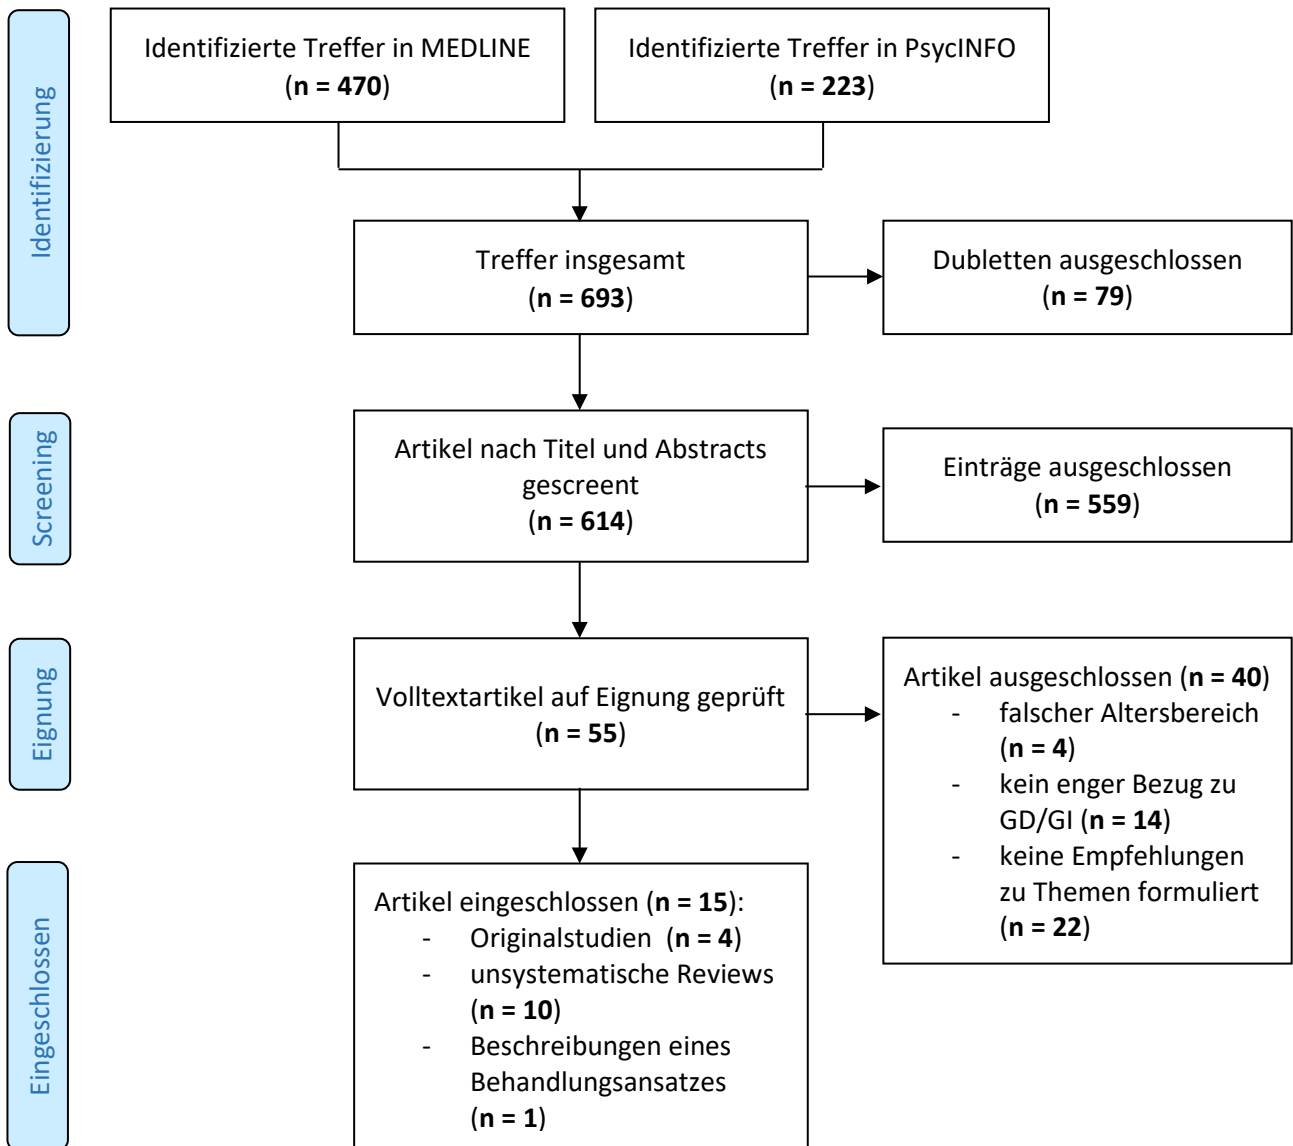 Identifizierung
Identifizierte Treffer in MEDLINE
(n = 470)
Identifizierte Treffer in PsycINFO
(n = 223)
Treffer insgesamt
(n = 693)
Dubletten ausgeschlossen
(n = 79)
Screening
Artikel nach Titel und Abstracts
gescreent
(n = 614)
Einträge ausgeschlossen
(n = 559)
Eignung
Volltextartikel auf Eignung geprüft
(n = 55)
Artikel ausgeschlossen (n = 40)
- falscher Altersbereich
(n = 4)
- kein enger Bezug zu
GD/GI (n = 14)
- keine Empfehlungen
zu Themen formuliert
(n = 22)
Eingeschlossen
Artikel eingeschlossen (n = 15):
- Originalstudien (n = 4)
- unsystematische Reviews
(n = 10)
- Beschreibungen eines
Behandlungsansatzes
(n = 1)